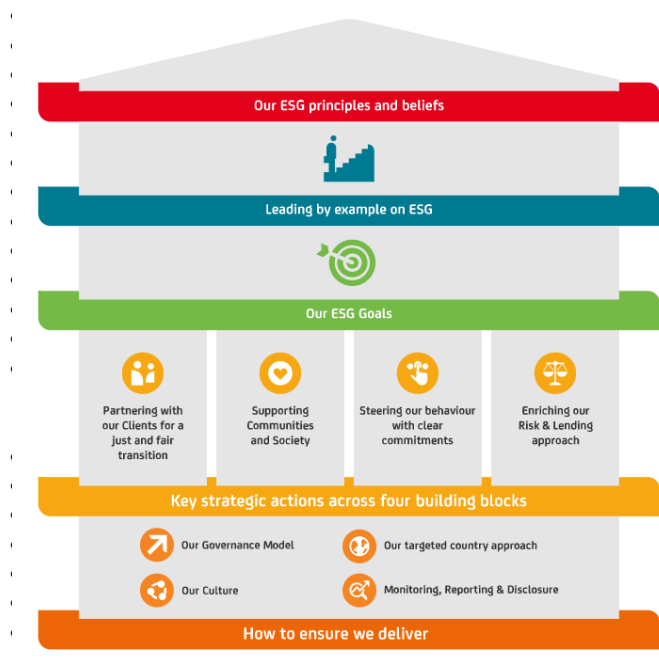 Our ESG principles and beliefs
Leading by example on ESG
Our ESG Goals
Partnering with
our Clients for a
just and fair
transition
Supporting
Communities
and Society
Steering our behaviour
with clear
commitments
Enriching our
Risk & Lending
approach
Key strategic actions across four building blocks
Our Governance Model
Our targeted country approach
Our Culture
Monitoring, Reporting & Disclosure
How to ensure we deliver